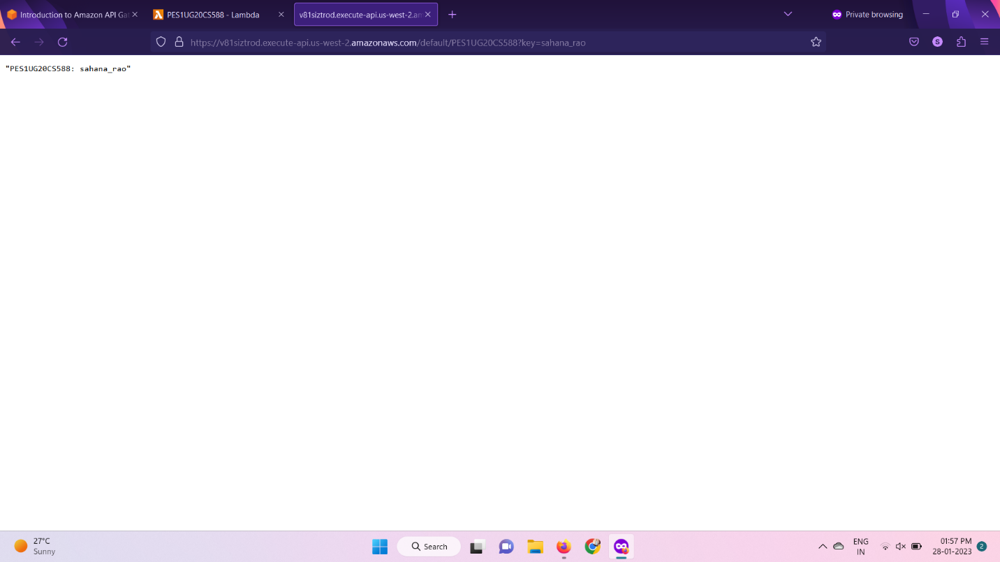 Introduction to Amazon API Gat
PES1UG20CS588 - Lambda
v81siztrod.execute-api.us-west-2.am
Private browsing
https://v81siztrod.execute-api.us-west-2.amazonaws.com/default/PES1UG20CS588?key=sahana_rao
S
"PES1UG20CS588: sahana_rao"
27°C
Sunny
Search
ENG
IN
01:57 PM
28-01-2023
2